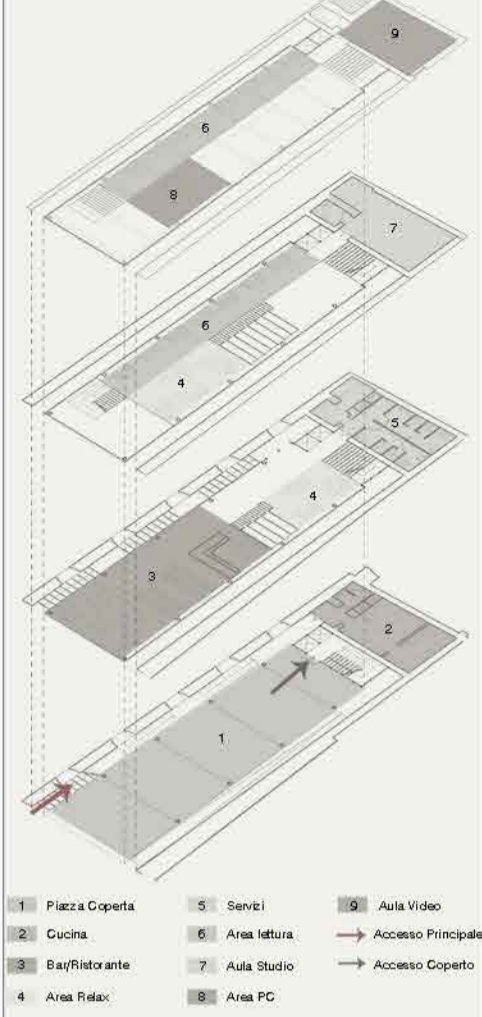 9
6
8
7
6
4
5
4
3
2
1
1 Piazza Coperta
2 Cucina
3 Bar/Ristorante
4 Area Relax
5 Servizi
6 Area lettura
7 Aula Studio
8 Area PC
9 Aula Video
Accesso Principale
Accesso Coperto